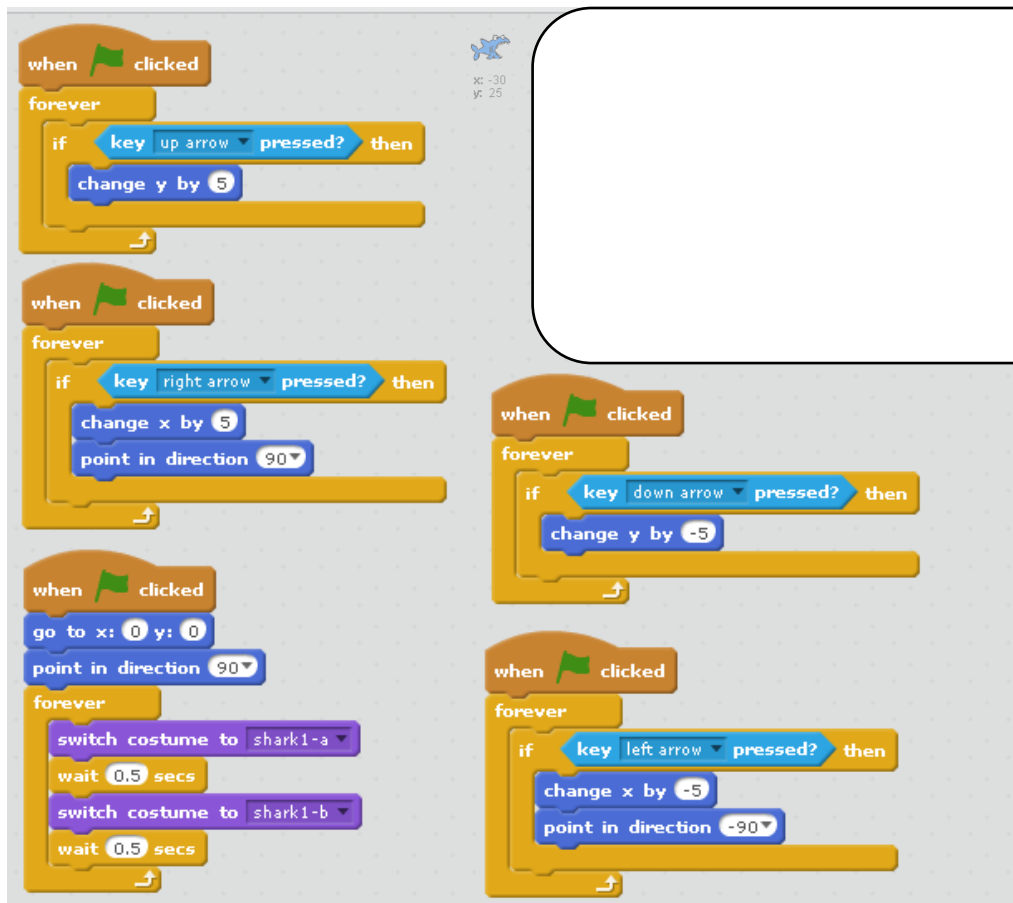 when clicked
forever
if key up arrow pressed? then
change y by 5
x: -30
y: 25
when clicked
forever
if key right arrow pressed? then
change x by 5
point in direction 90
when clicked
go to x: 0 y: 0
point in direction 90
forever
switch costume to shark1-a
wait 0.5 secs
switch costume to shark1-b
wait 0.5 secs
when clicked
forever
if key down arrow pressed? then
change y by -5
when clicked
forever
if key left arrow pressed? then
change x by -5
point in direction -90